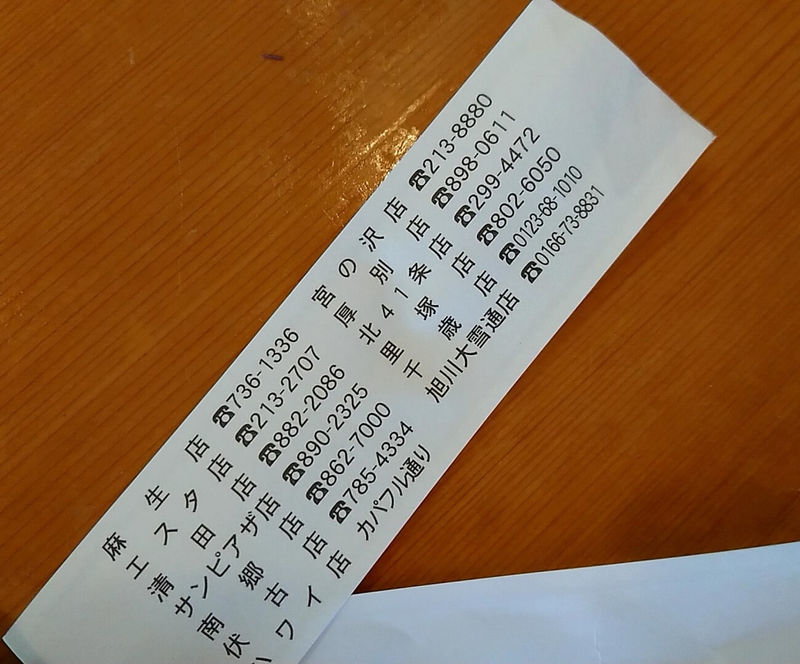 麻生店 ☎736-1336
エスタ店 ☎213-2707
清田店 ☎882-2086
サンピアザ店 ☎890-2325
南郷店 ☎862-7000
伏古店 ☎785-4334
ハワイ店 カパフル通り
宮の沢店 ☎213-8880
厚別店 ☎898-0611
北41条店 ☎299-4472
里塚店 ☎802-6050
千歳店 ☎0123-68-1010
旭川大雪通店 ☎0166-73-8831